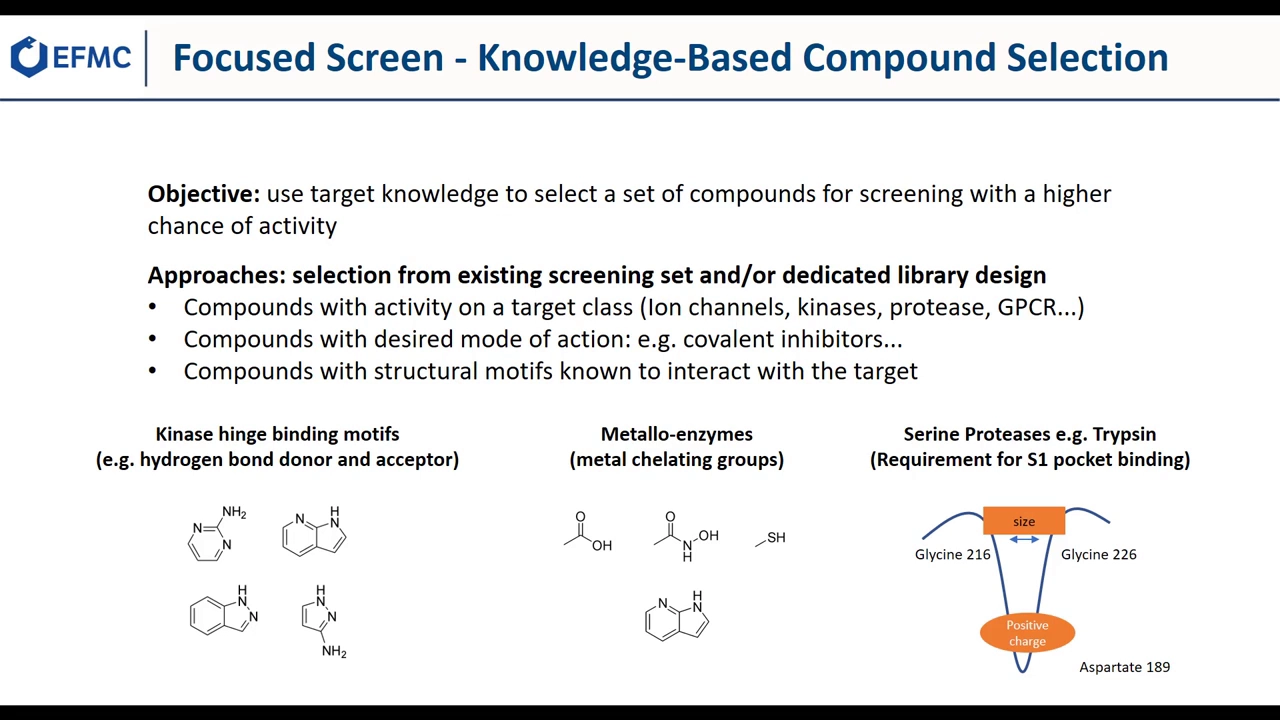 EFMC
Focused Screen - Knowledge-Based Compound Selection
Objective: use target knowledge to select a set of compounds for screening with a higher
chance of activity
Approaches: selection from existing screening set and/or dedicated library design
• Compounds with activity on a target class (Ion channels, kinases, protease, GPCR...)
• Compounds with desired mode of action: e.g. covalent inhibitors...
• Compounds with structural motifs known to interact with the target
Kinase hinge binding motifs
(e.g. hydrogen bond donor and acceptor)
NH2
N
N
N
H
N
H
N
N
H
N
N
NH2
Metallo-enzymes
(metal chelating groups)
O
OH
O
N
H
OH
SH
N
H
N
Serine Proteases e.g. Trypsin
(Requirement for S1 pocket binding)
size
Glycine 216
Glycine 226
Positive
charge
Aspartate 189